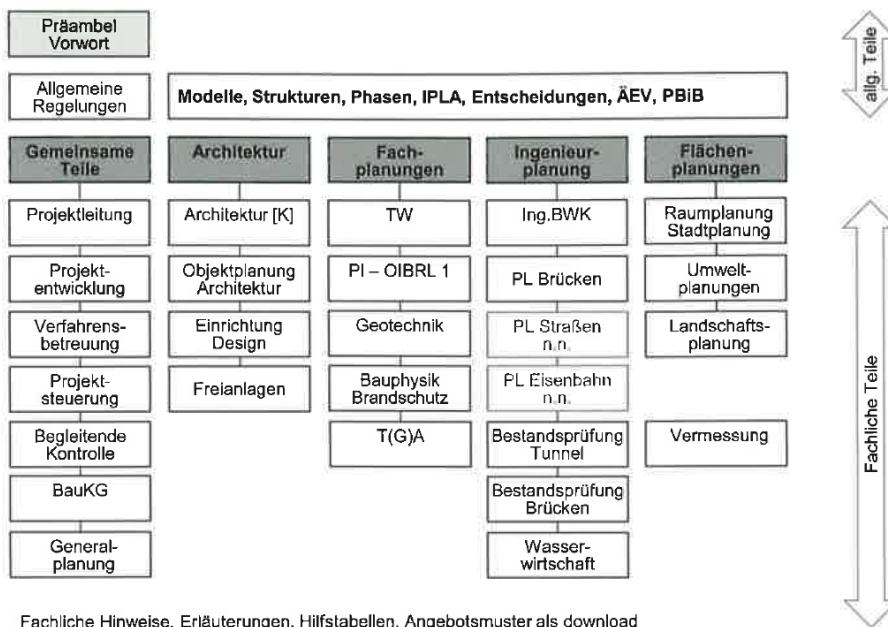 Präambel
Vorwort
allg. Teile
Allgemeine
Regelungen
Modelle, Strukturen, Phasen, IPLA, Entscheidungen, ÄEV, PBiB
Gemeinsame
Teile
Projektleitung
Projekt-
entwicklung
Verfahrens-
betreuung
Projekt-
steuerung
Begleitende
Kontrolle
BauKG
General-
planung
Architektur
Architektur [K]
Objektplanung
Architektur
Einrichtung
Design
Freianlagen
Fach-
planungen
TW
PI – OIBRL 1
Geotechnik
Bauphysik
Brandschutz
T(G)A
Ingenieur-
planung
Ing.BWK
PL Brücken
PL Straßen
n.n.
PL Eisenbahn
n.n.
Bestandsprüfung
Tunnel
Bestandsprüfung
Brücken
Wasser-
wirtschaft
Flächen-
planungen
Raumplanung
Stadtplanung
Umwelt-
planungen
Landschafts-
planung
Vermessung
Fachliche Teile
Fachliche Hinweise, Erläuterungen, Hilfstabellen, Angebotsmuster als download